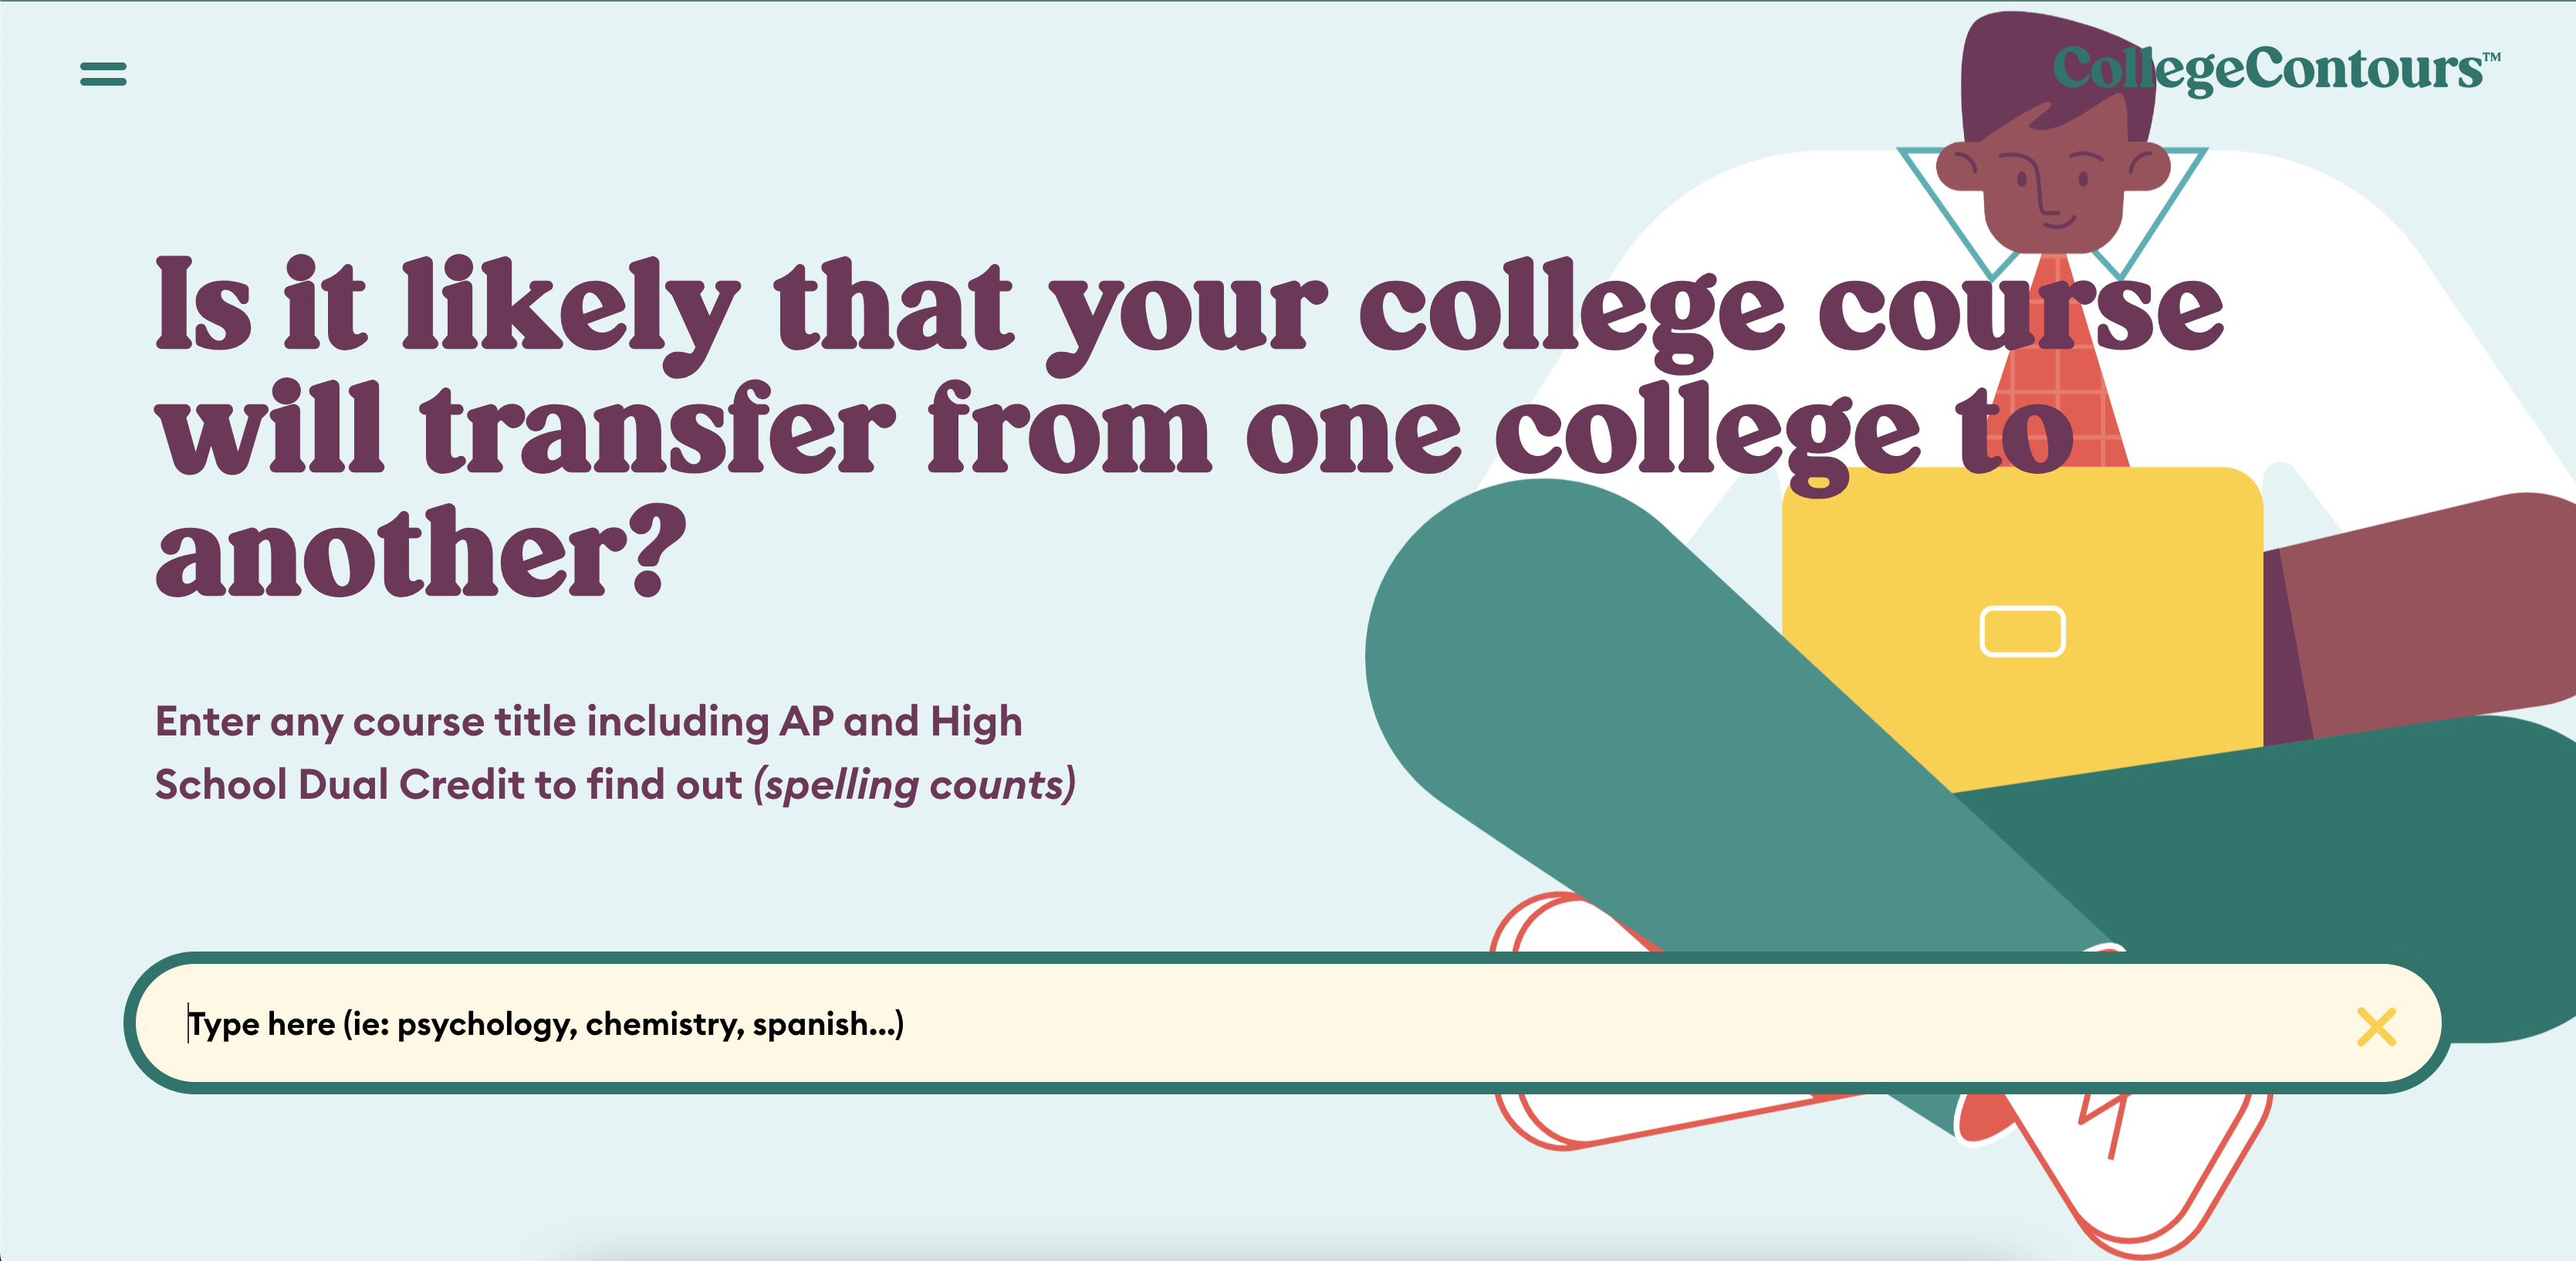 CollegeContours™
Is it likely that your college course
will transfer from one college to
another?
Enter any course title including AP and High
School Dual Credit to find out (spelling counts)
Type here (ie: psychology, chemistry, spanish...)